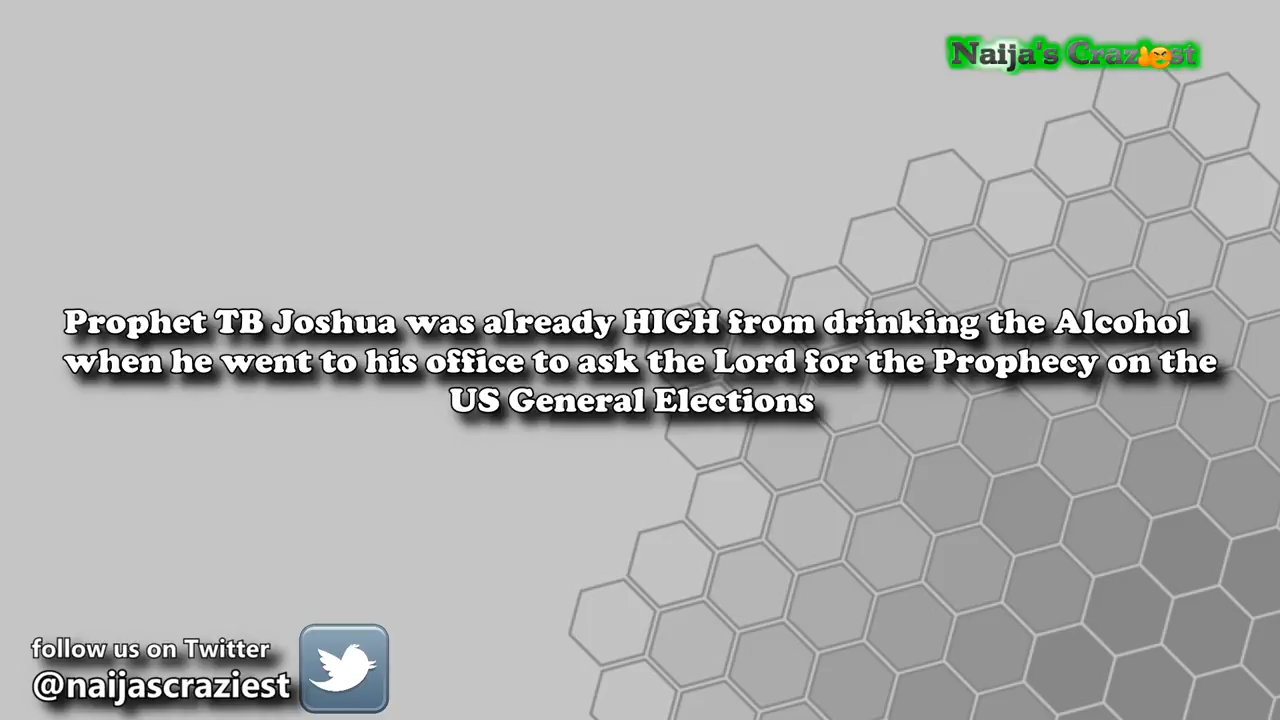 Naija's Craziest
Prophet TB Joshua was already HIGH from drinking the Alcohol
when he went to his office to ask the Lord for the Prophecy on the
US General Elections
follow us on Twitter
@naijascraziest